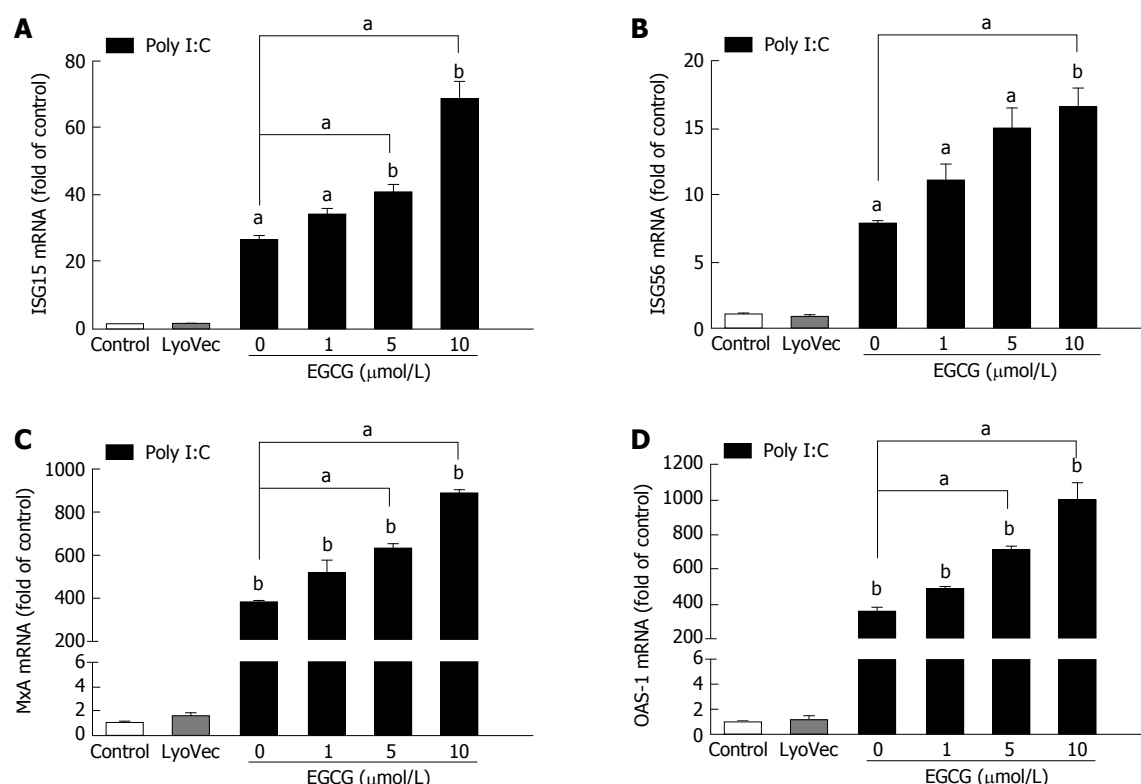 A
Poly I:C
a
a
a
a
b
b
ISG15 mRNA (fold of control)
80
60
40
20
0
Control LyoVec 0 1 5 10
EGCG (μmol/L)
B
Poly I:C
a
a
a
a
b
ISG56 mRNA (fold of control)
20
15
10
5
0
Control LyoVec 0 1 5 10
EGCG (μmol/L)
C
Poly I:C
a
a
b
b
b
b
MxA mRNA (fold of control)
1000
800
600
400
200
6
4
2
0
Control LyoVec 0 1 5 10
EGCG (μmol/L)
D
Poly I:C
a
a
b
b
b
b
OAS-1 mRNA (fold of control)
1200
1000
800
600
400
200
6
4
2
0
Control LyoVec 0 1 5 10
EGCG (μmol/L)